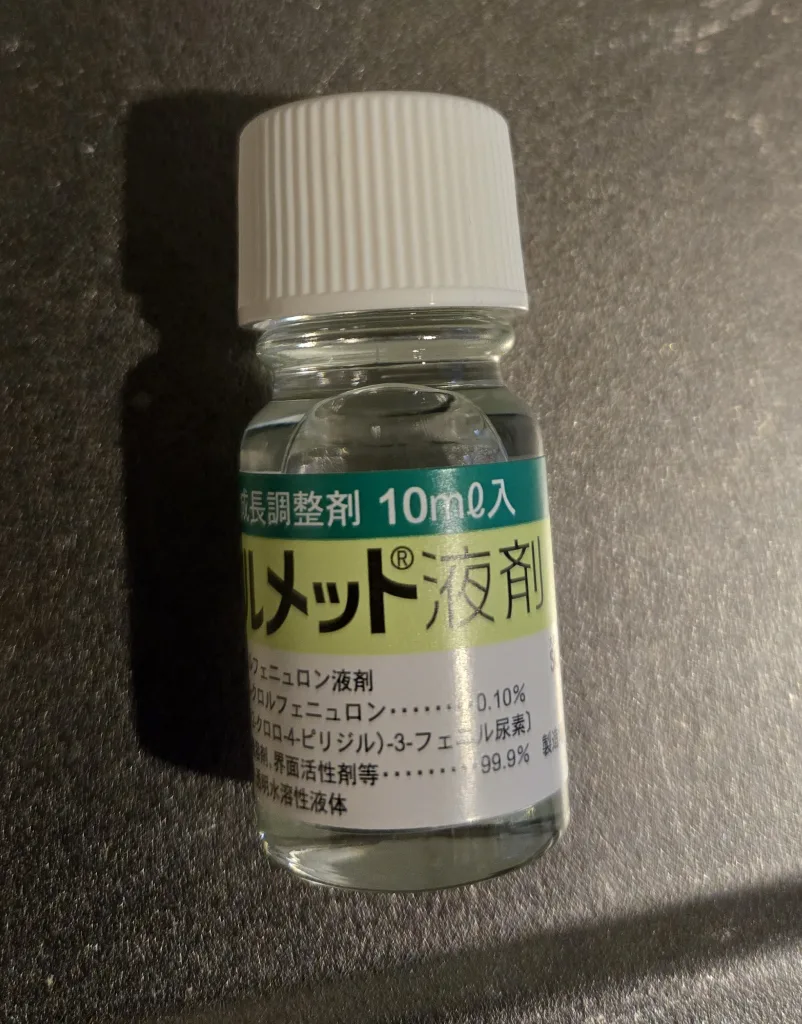 成長調整剤 10mℓ入
ルメット®液剤
フェニュロン液剤
クロルフェニュロン········0.10%
クロロ-4-ピリジル)-3-フェニル尿素〕
剤、界面活性剤等········99.9%
製
明水溶性液体